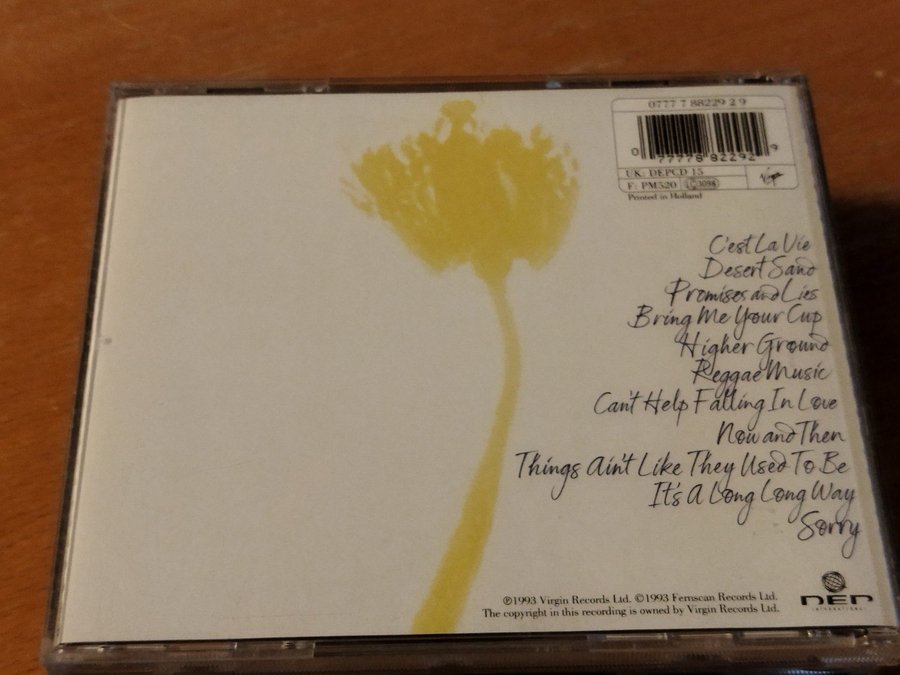 0777 7 88229 2 9
0 77778 82292 9
UK: DEPCD 15
F: PM520 LC3098
Virgin
Printed in Holland
C'est La Vie
Desert Sand
Promises and Lies
Bring Me Your Cup
Higher Ground
Reggae Music
Can't Help Falling In Love
Now and Then
Things Ain't Like They Used To Be
It's A Long Long Way
Sorry
℗1993 Virgin Records Ltd. ©1993 Fernscan Records Ltd.
The copyright in this recording is owned by Virgin Records Ltd.
DEP
INTERNATIONAL